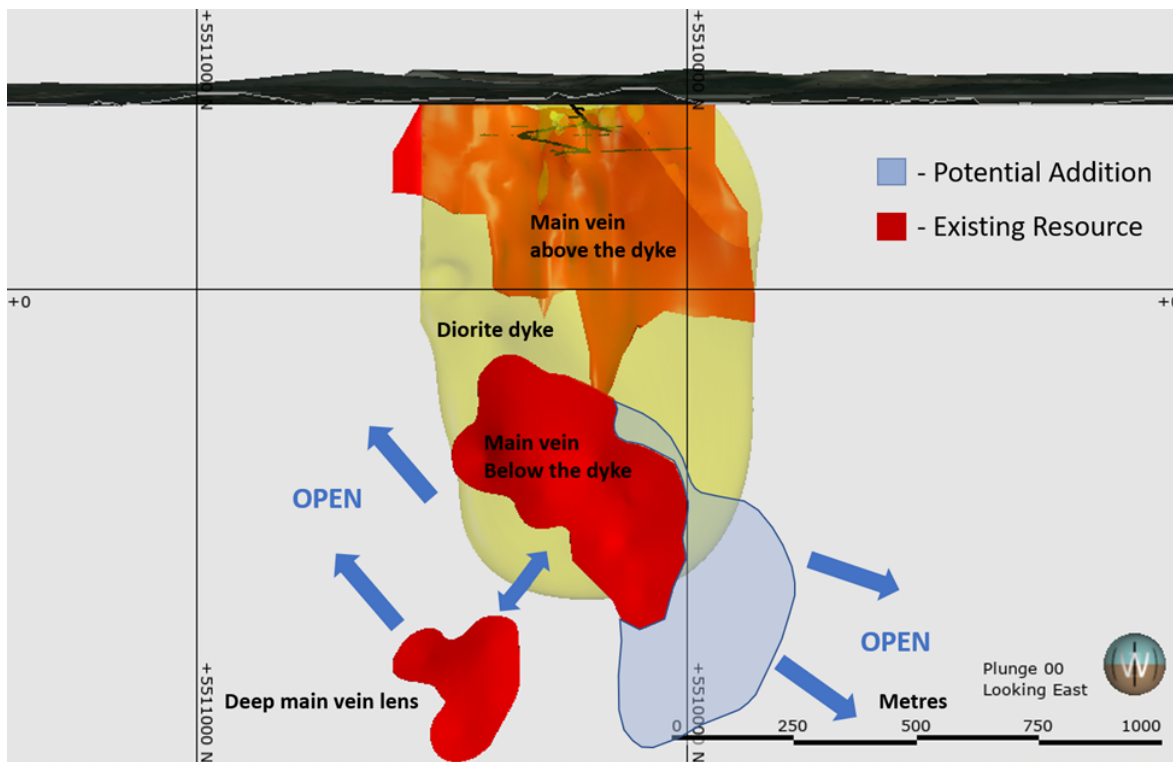 +5511000 N
+5510000 N
- Potential Addition
- Existing Resource
Main vein
above the dyke
+0
Diorite dyke
Main vein
Below the dyke
OPEN
OPEN
Deep main vein lens
+5511000 N
+5510000 N
Plunge 00
Looking East
W
Metres
0 250 500 750 1000